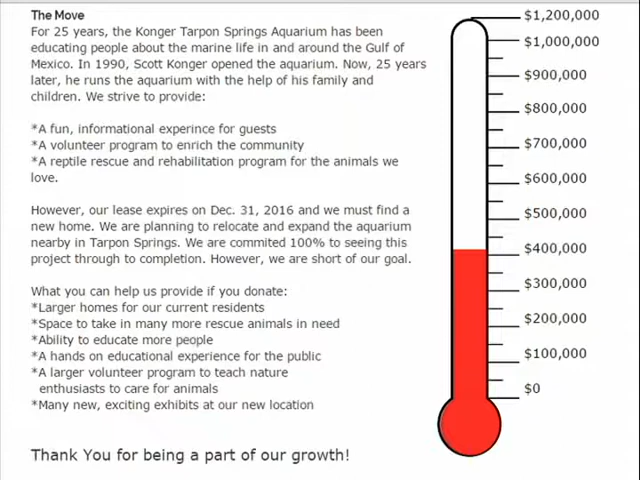 The Move
For 25 years, the Konger Tarpon Springs Aquarium has been
educating people about the marine life in and around the Gulf of
Mexico. In 1990, Scott Konger opened the aquarium. Now, 25 years
later, he runs the aquarium with the help of his family and
children. We strive to provide:
*A fun, informational experince for guests
*A volunteer program to enrich the community
*A reptile rescue and rehabilitation program for the animals we
love.
However, our lease expires on Dec. 31, 2016 and we must find a
new home. We are planning to relocate and expand the aquarium
nearby in Tarpon Springs. We are commited 100% to seeing this
project through to completion. However, we are short of our goal.
What you can help us provide if you donate:
*Larger homes for our current residents
*Space to take in many more rescue animals in need
*Ability to educate more people
*A hands on educational experience for the public
*A larger volunteer program to teach nature
enthusiasts to care for animals
*Many new, exciting exhibits at our new location
Thank You for being a part of our growth!
$1,200,000
$1,000,000
$900,000
$800,000
$700,000
$600,000
$500,000
$400,000
$300,000
$200,000
$100,000
$0